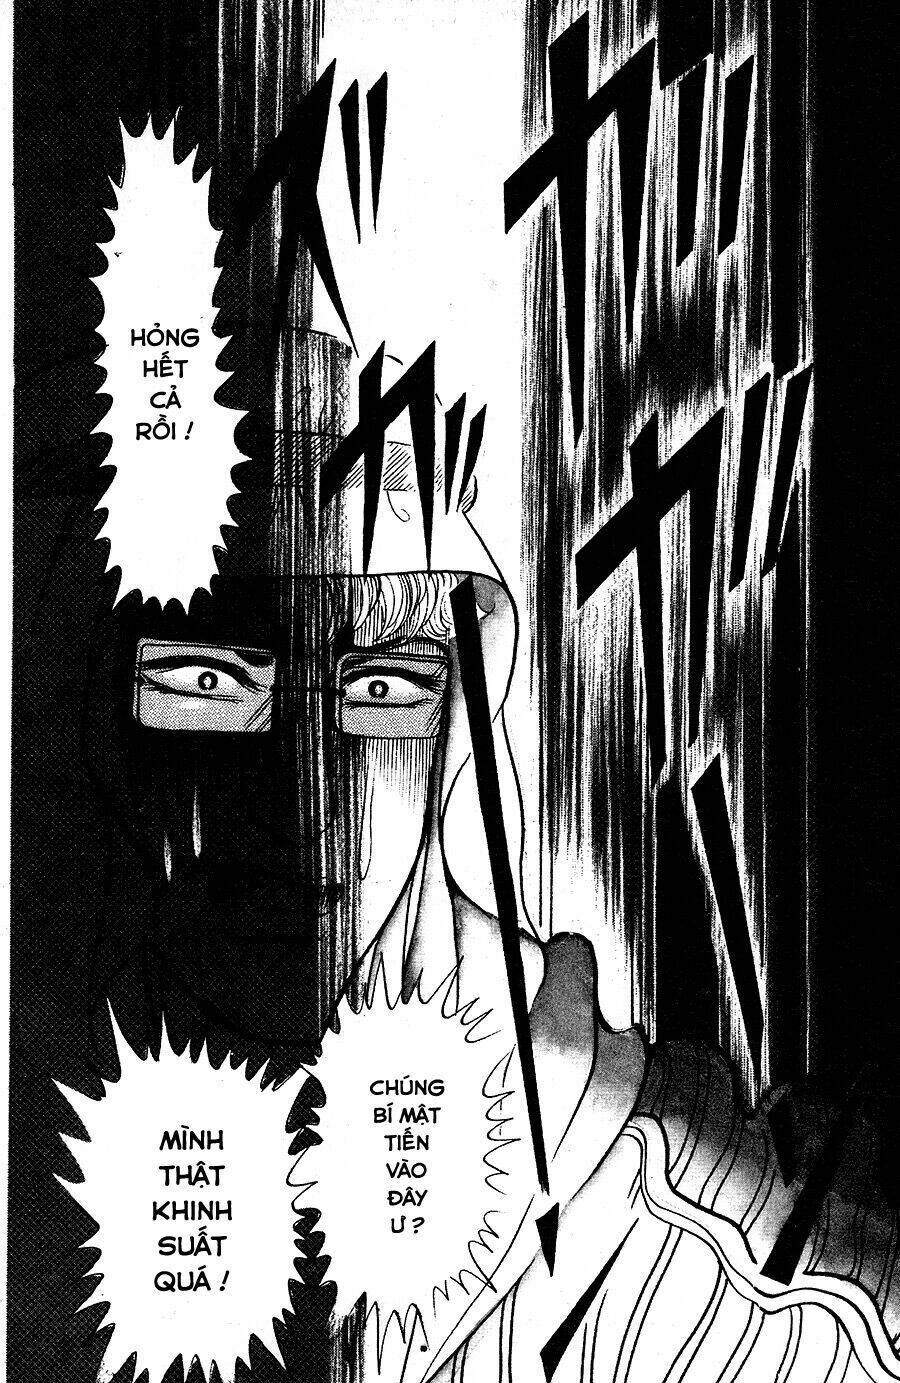 ガガ
ズガ
HỎNG
HẾT
CẢ
RỒI !
CHÚNG
BÍ MẬT
TIẾN
VÀO
ĐÂY
Ư ?
MÌNH
THẬT
KHINH
SUẤT
QUÁ !